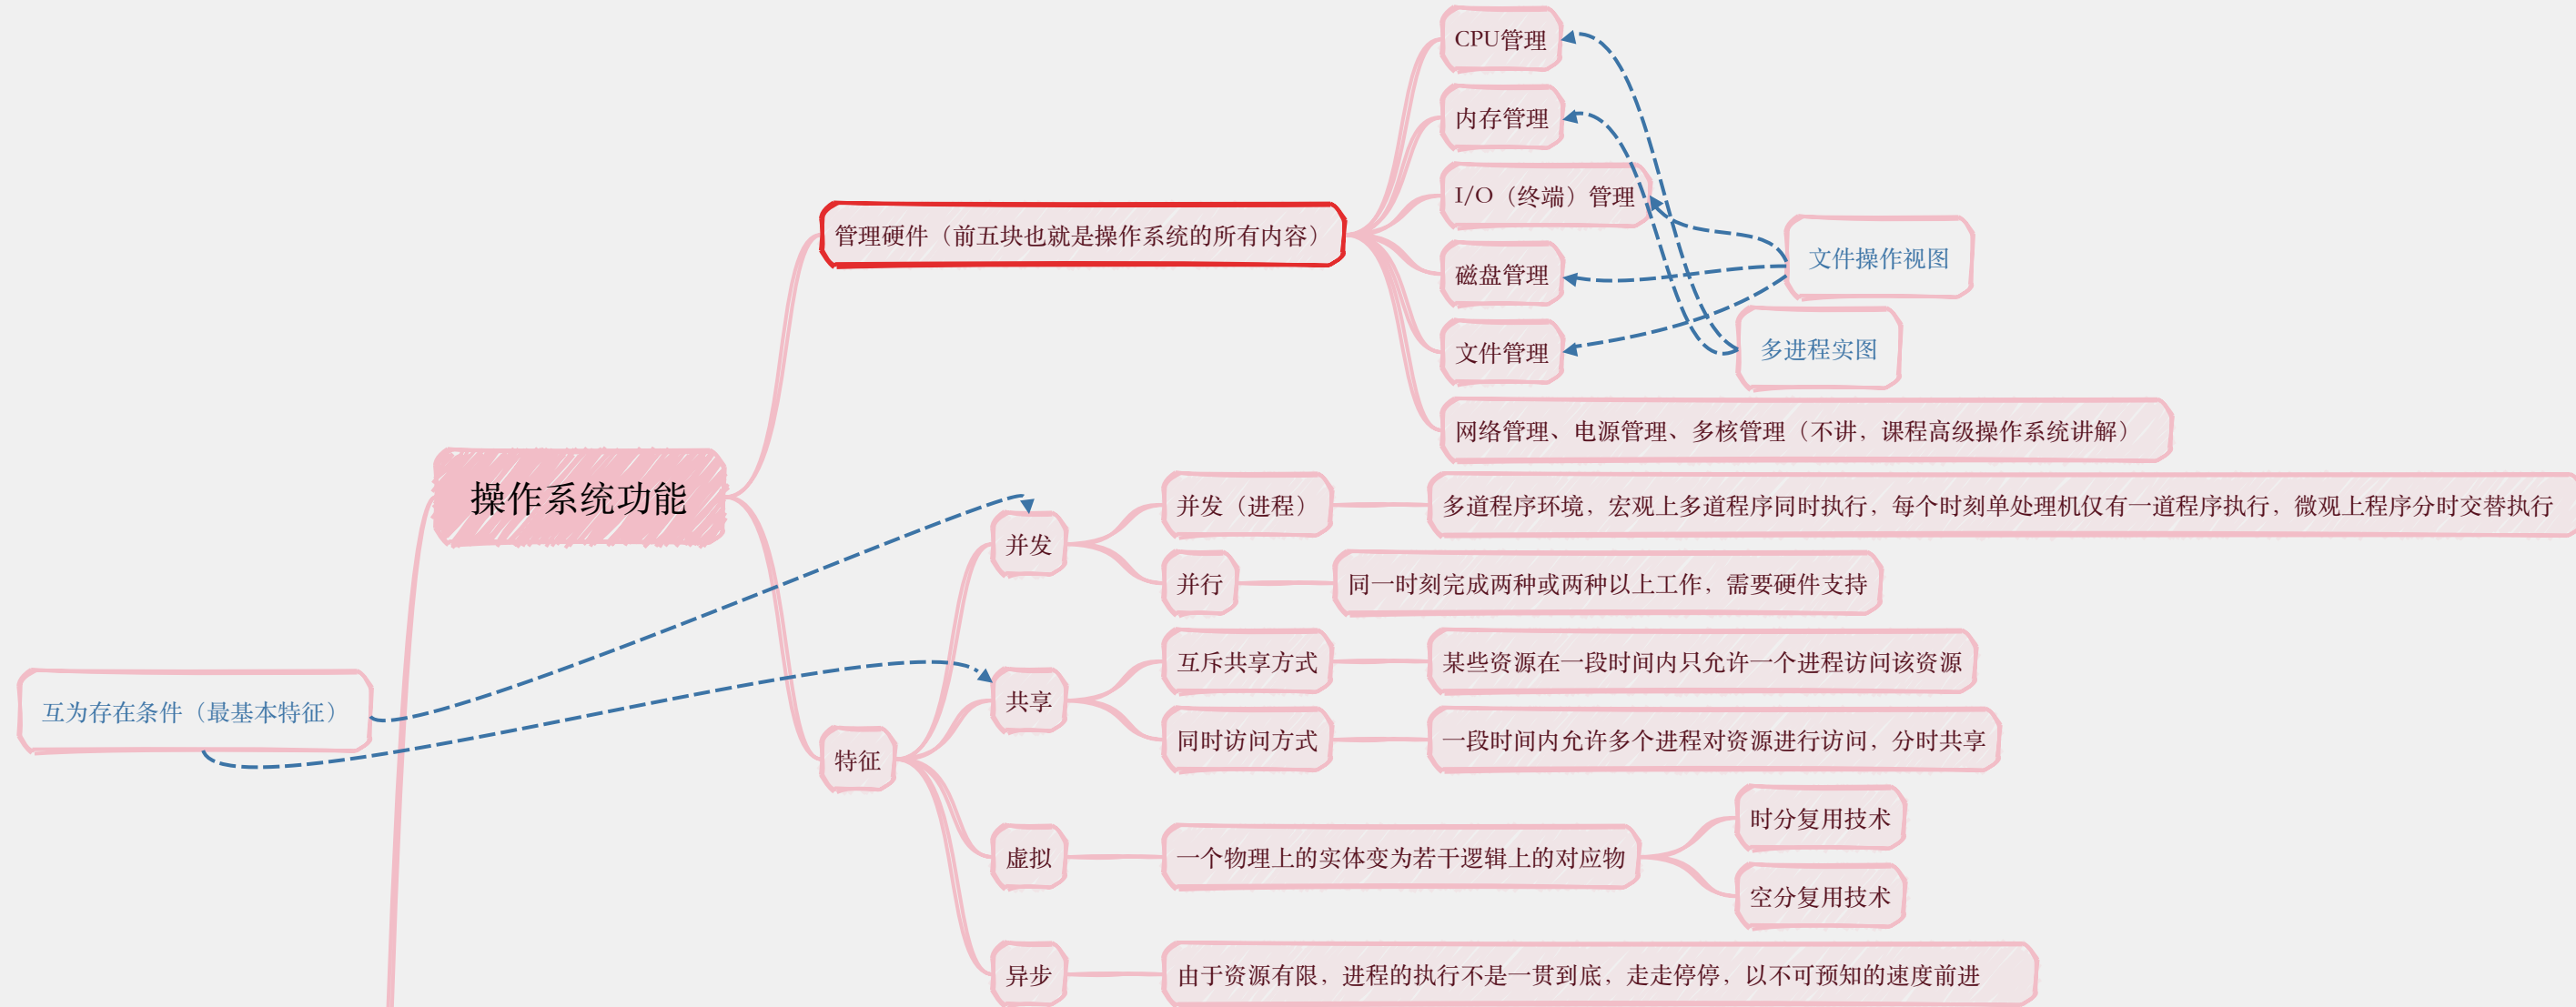 操作系统功能
管理硬件（前五块也就是操作系统的所有内容）
CPU管理
内存管理
I/O（终端）管理
磁盘管理
文件管理
网络管理、电源管理、多核管理（不讲，课程高级操作系统讲解）
文件操作视图
多进程实图
特征
并发
并发（进程）
多道程序环境，宏观上多道程序同时执行，每个时刻单处理机仅有一道程序执行，微观上程序分时交替执行
并行
同一时刻完成两种或两种以上工作，需要硬件支持
共享
互斥共享方式
某些资源在一段时间内只允许一个进程访问该资源
同时访问方式
一段时间内允许多个进程对资源进行访问，分时共享
虚拟
一个物理上的实体变为若干逻辑上的对应物
时分复用技术
空分复用技术
异步
由于资源有限，进程的执行不是一贯到底，走走停停，以不可预知的速度前进
互为存在条件（最基本特征）